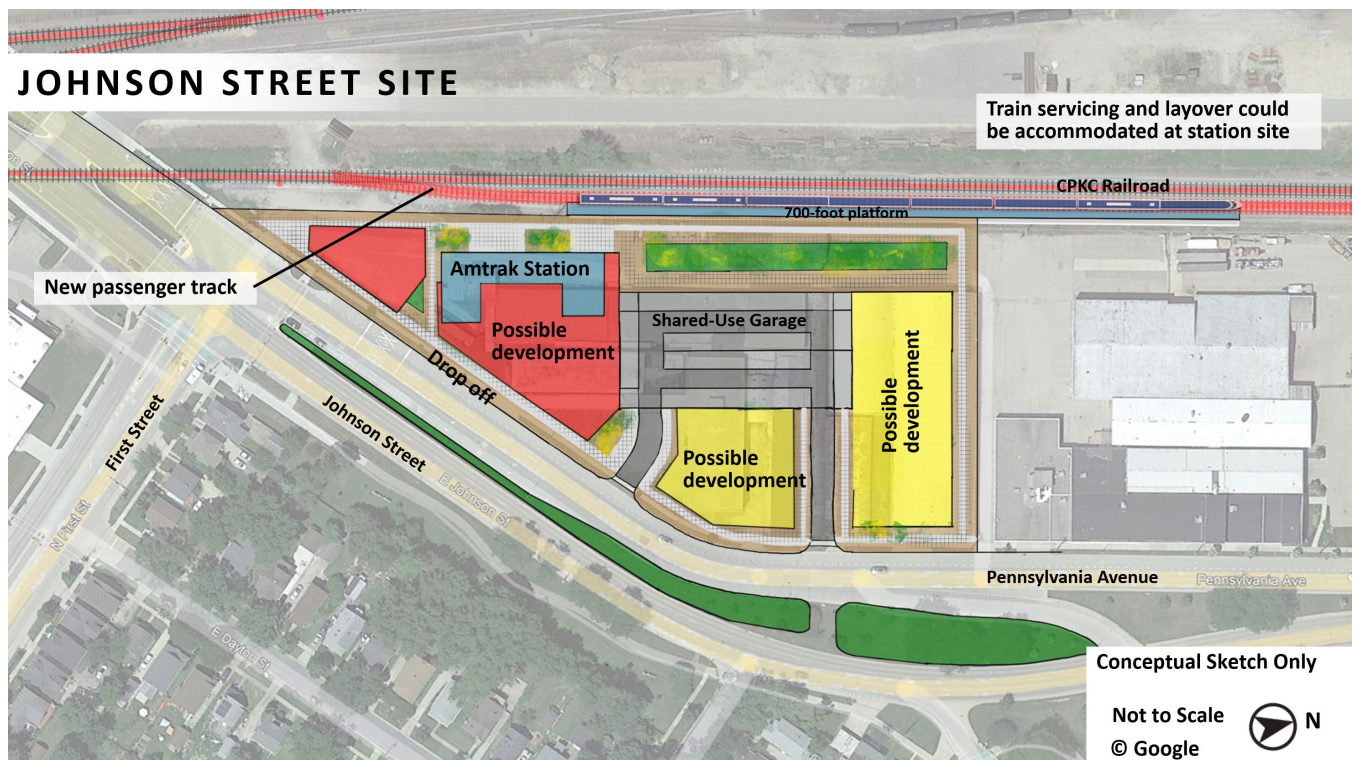 JOHNSON STREET SITE
Train servicing and layover could
be accommodated at station site
CPKC Railroad
700-foot platform
New passenger track
Amtrak Station
Possible
development
Shared-Use Garage
Possible
development
Possible
development
Drop off
Johnson Street
First Street
E Johnson St
N First St
E Dayton St
Pennsylvania Avenue
Pennsylvania Ave
Conceptual Sketch Only
Not to Scale
N
© Google